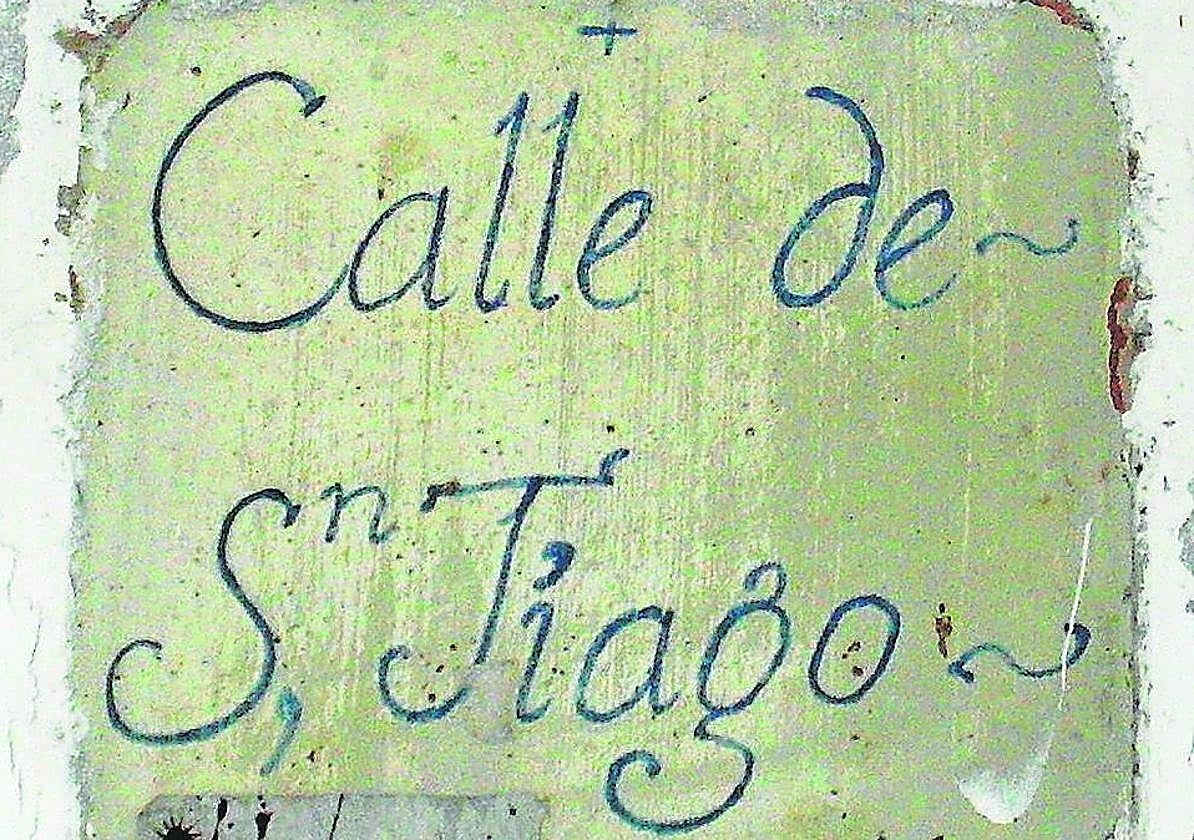 Calle de~
Sⁿ, Tiago~